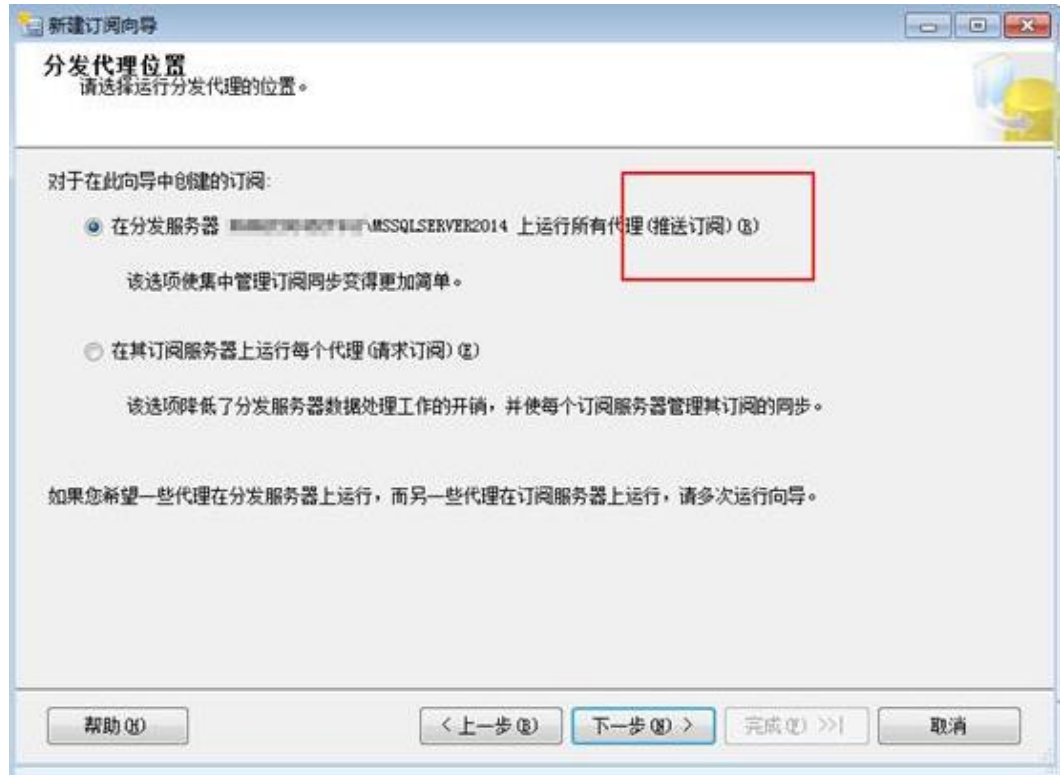 新建订阅向导
分发代理位置
请选择运行分发代理的位置。
对于在此向导中创建的订阅:
在分发服务器 \MSSQLSERVER2014 上运行所有代理(推送订阅)(R)
该选项使集中管理订阅同步变得更加简单。
在其订阅服务器上运行每个代理(请求订阅)(E)
该选项降低了分发服务器数据处理工作的开销，并使每个订阅服务器管理其订阅的同步。
如果您希望一些代理在分发服务器上运行，而另一些代理在订阅服务器上运行，请多次运行向导。
帮助(H) < 上一步(B) 下一步(N) > 完成(F) >>| 取消